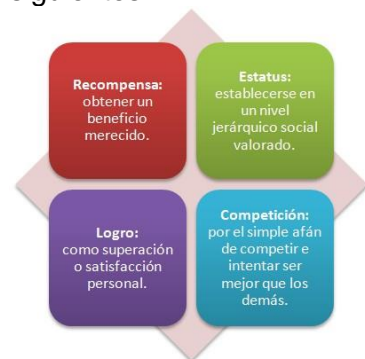 Recompensa:
obtener un
beneficio
merecido.
Estatus:
establecerse en
un nivel
jerárquico social
valorado.
Logro:
como superación
o satisfacción
personal.
Competición:
por el simple afán
de competir e
intentar ser
mejor que los
demás.